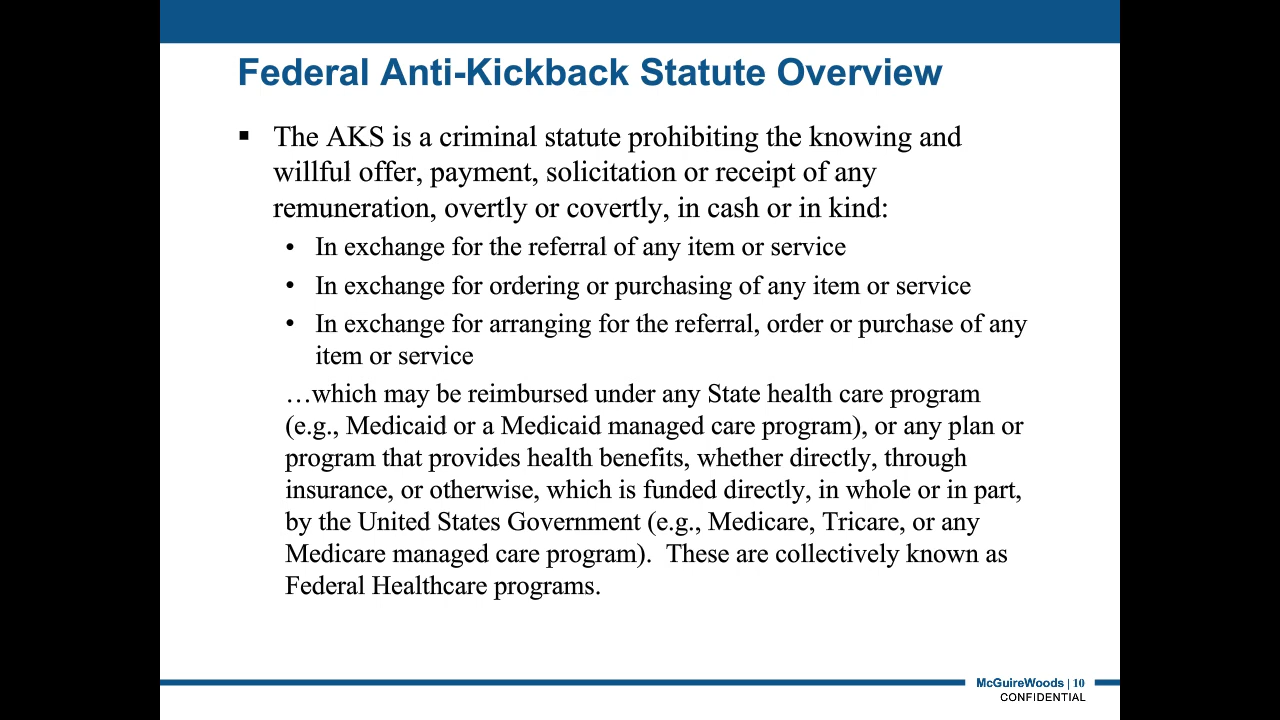 Federal Anti-Kickback Statute Overview
▪ The AKS is a criminal statute prohibiting the knowing and
willful offer, payment, solicitation or receipt of any
remuneration, overtly or covertly, in cash or in kind:
• In exchange for the referral of any item or service
• In exchange for ordering or purchasing of any item or service
• In exchange for arranging for the referral, order or purchase of any
item or service
…which may be reimbursed under any State health care program
(e.g., Medicaid or a Medicaid managed care program), or any plan or
program that provides health benefits, whether directly, through
insurance, or otherwise, which is funded directly, in whole or in part,
by the United States Government (e.g., Medicare, Tricare, or any
Medicare managed care program).  These are collectively known as
Federal Healthcare programs.
McGuireWoods | 10
CONFIDENTIAL